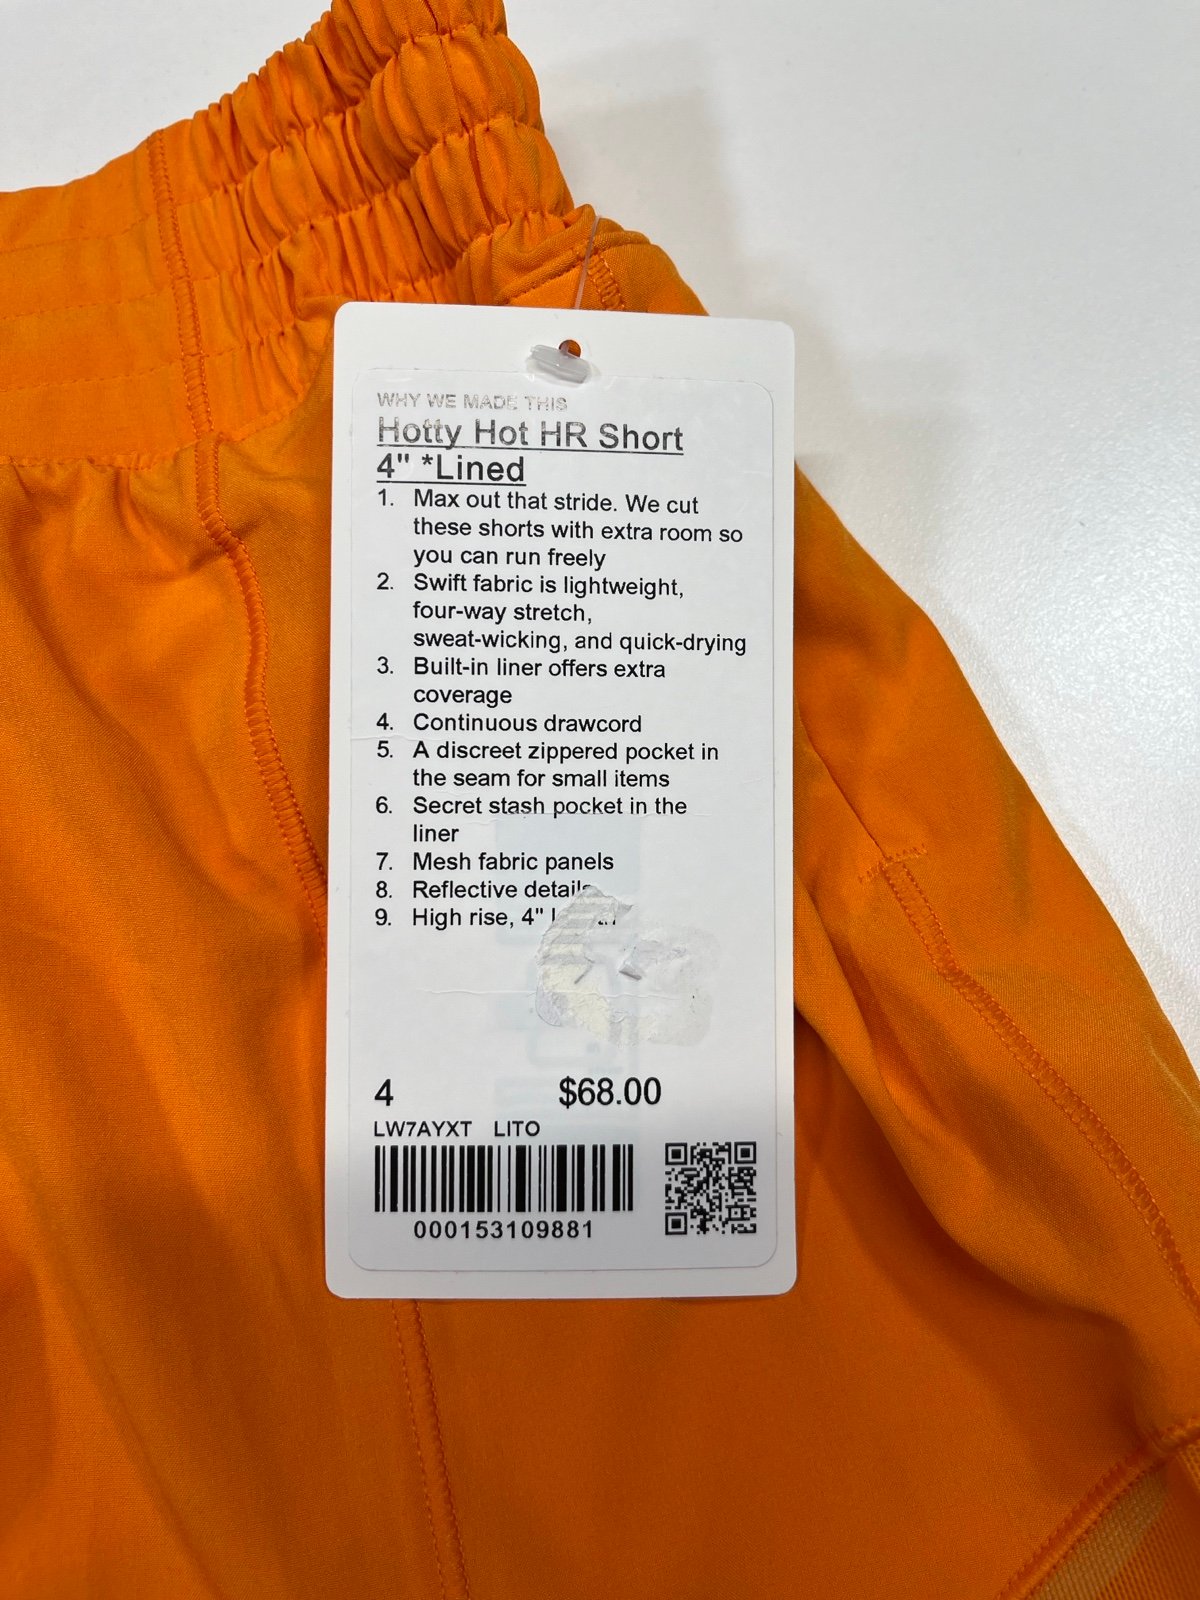 WHY WE MADE THIS
Hotty Hot HR Short
4" *Lined
1. Max out that stride. We cut
these shorts with extra room so
you can run freely
2. Swift fabric is lightweight,
four-way stretch,
sweat-wicking, and quick-drying
3. Built-in liner offers extra
coverage
4. Continuous drawcord
5. A discreet zippered pocket in
the seam for small items
6. Secret stash pocket in the
liner
7. Mesh fabric panels
8. Reflective details
9. High rise, 4"
4 $68.00
LW7AYXT LITO
000153109881